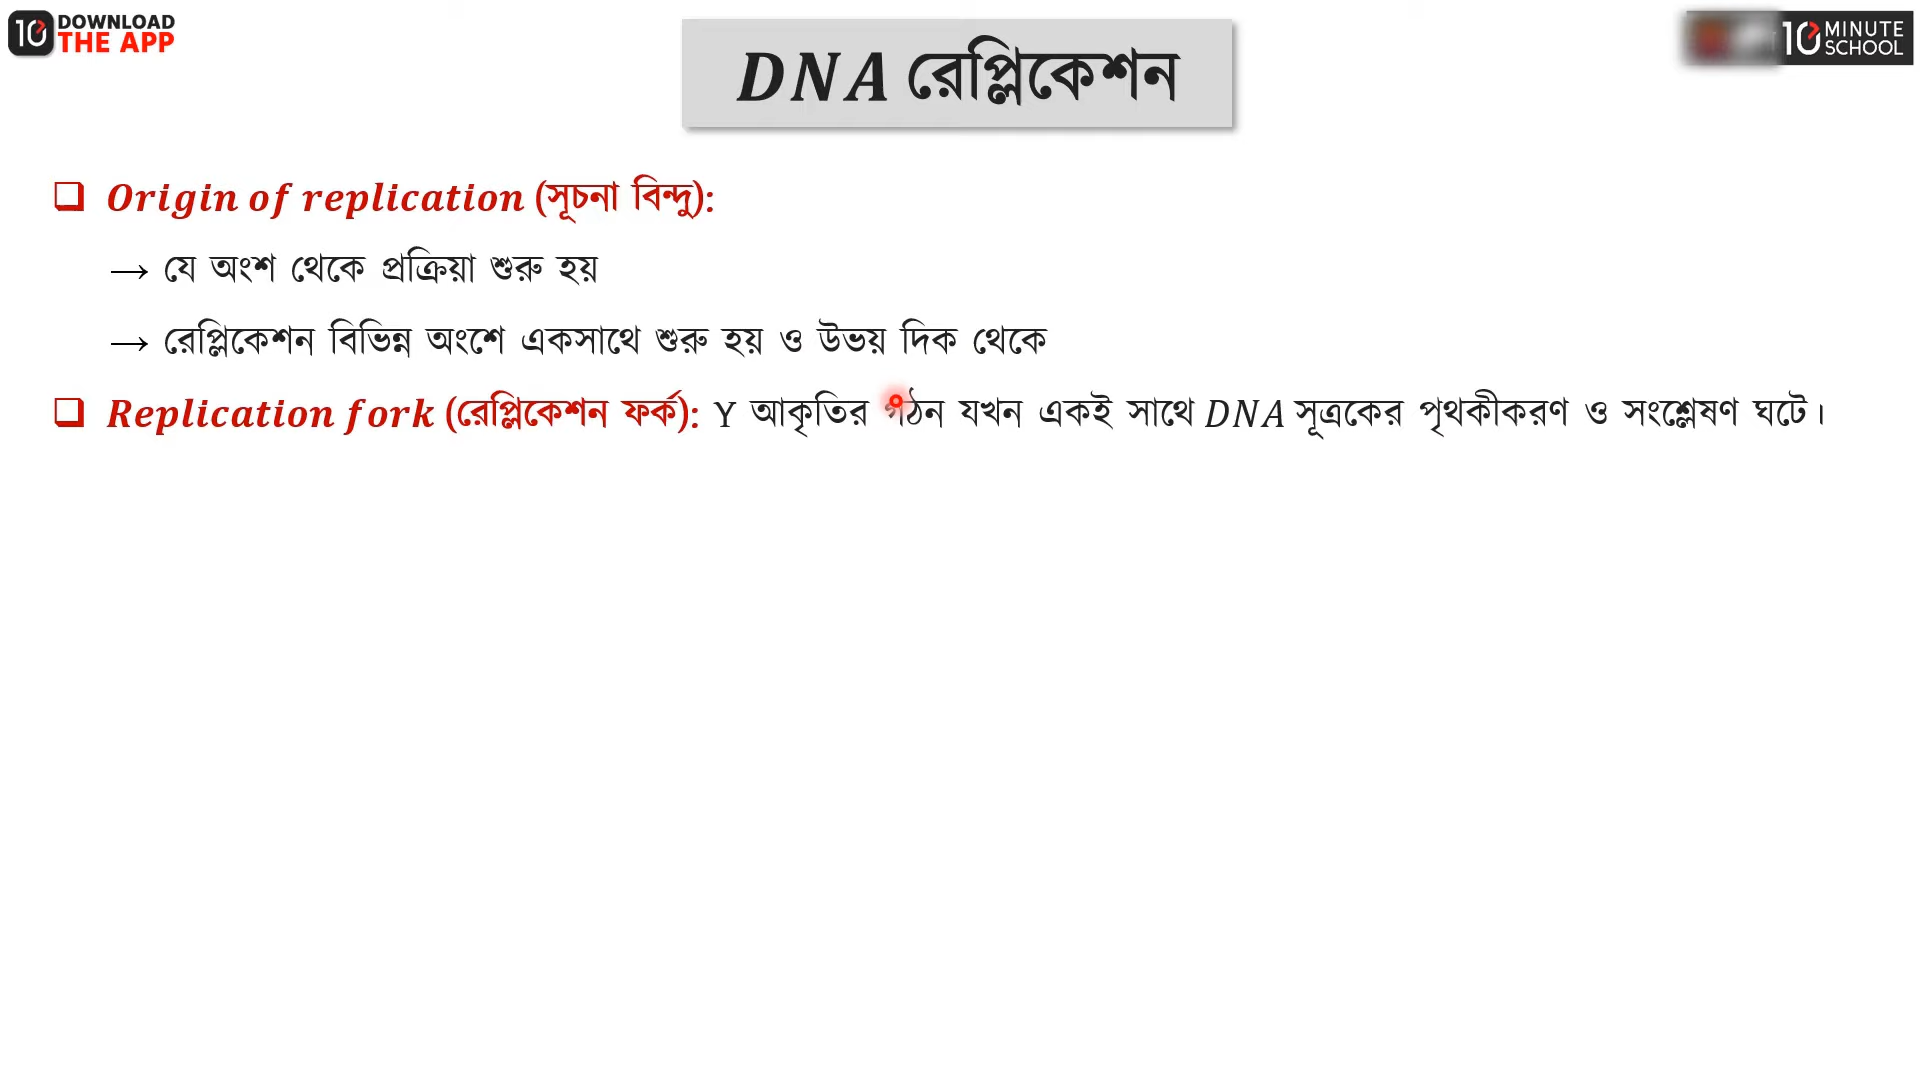 10 DOWNLOAD
THE APP
10 MINUTE
SCHOOL
DNA রেপ্লিকেশন
Origin of replication (সূচনা বিন্দু):
→ যে অংশ থেকে প্রক্রিয়া শুরু হয়
→ রেপ্লিকেশন বিভিন্ন অংশে একসাথে শুরু হয় ও উভয় দিক থেকে
Replication fork (রেপ্লিকেশন ফর্ক): Y আকৃতির গঠন যখন একই সাথে DNA সূত্রকের পৃথকীকরণ ও সংশ্লেষণ ঘটে।